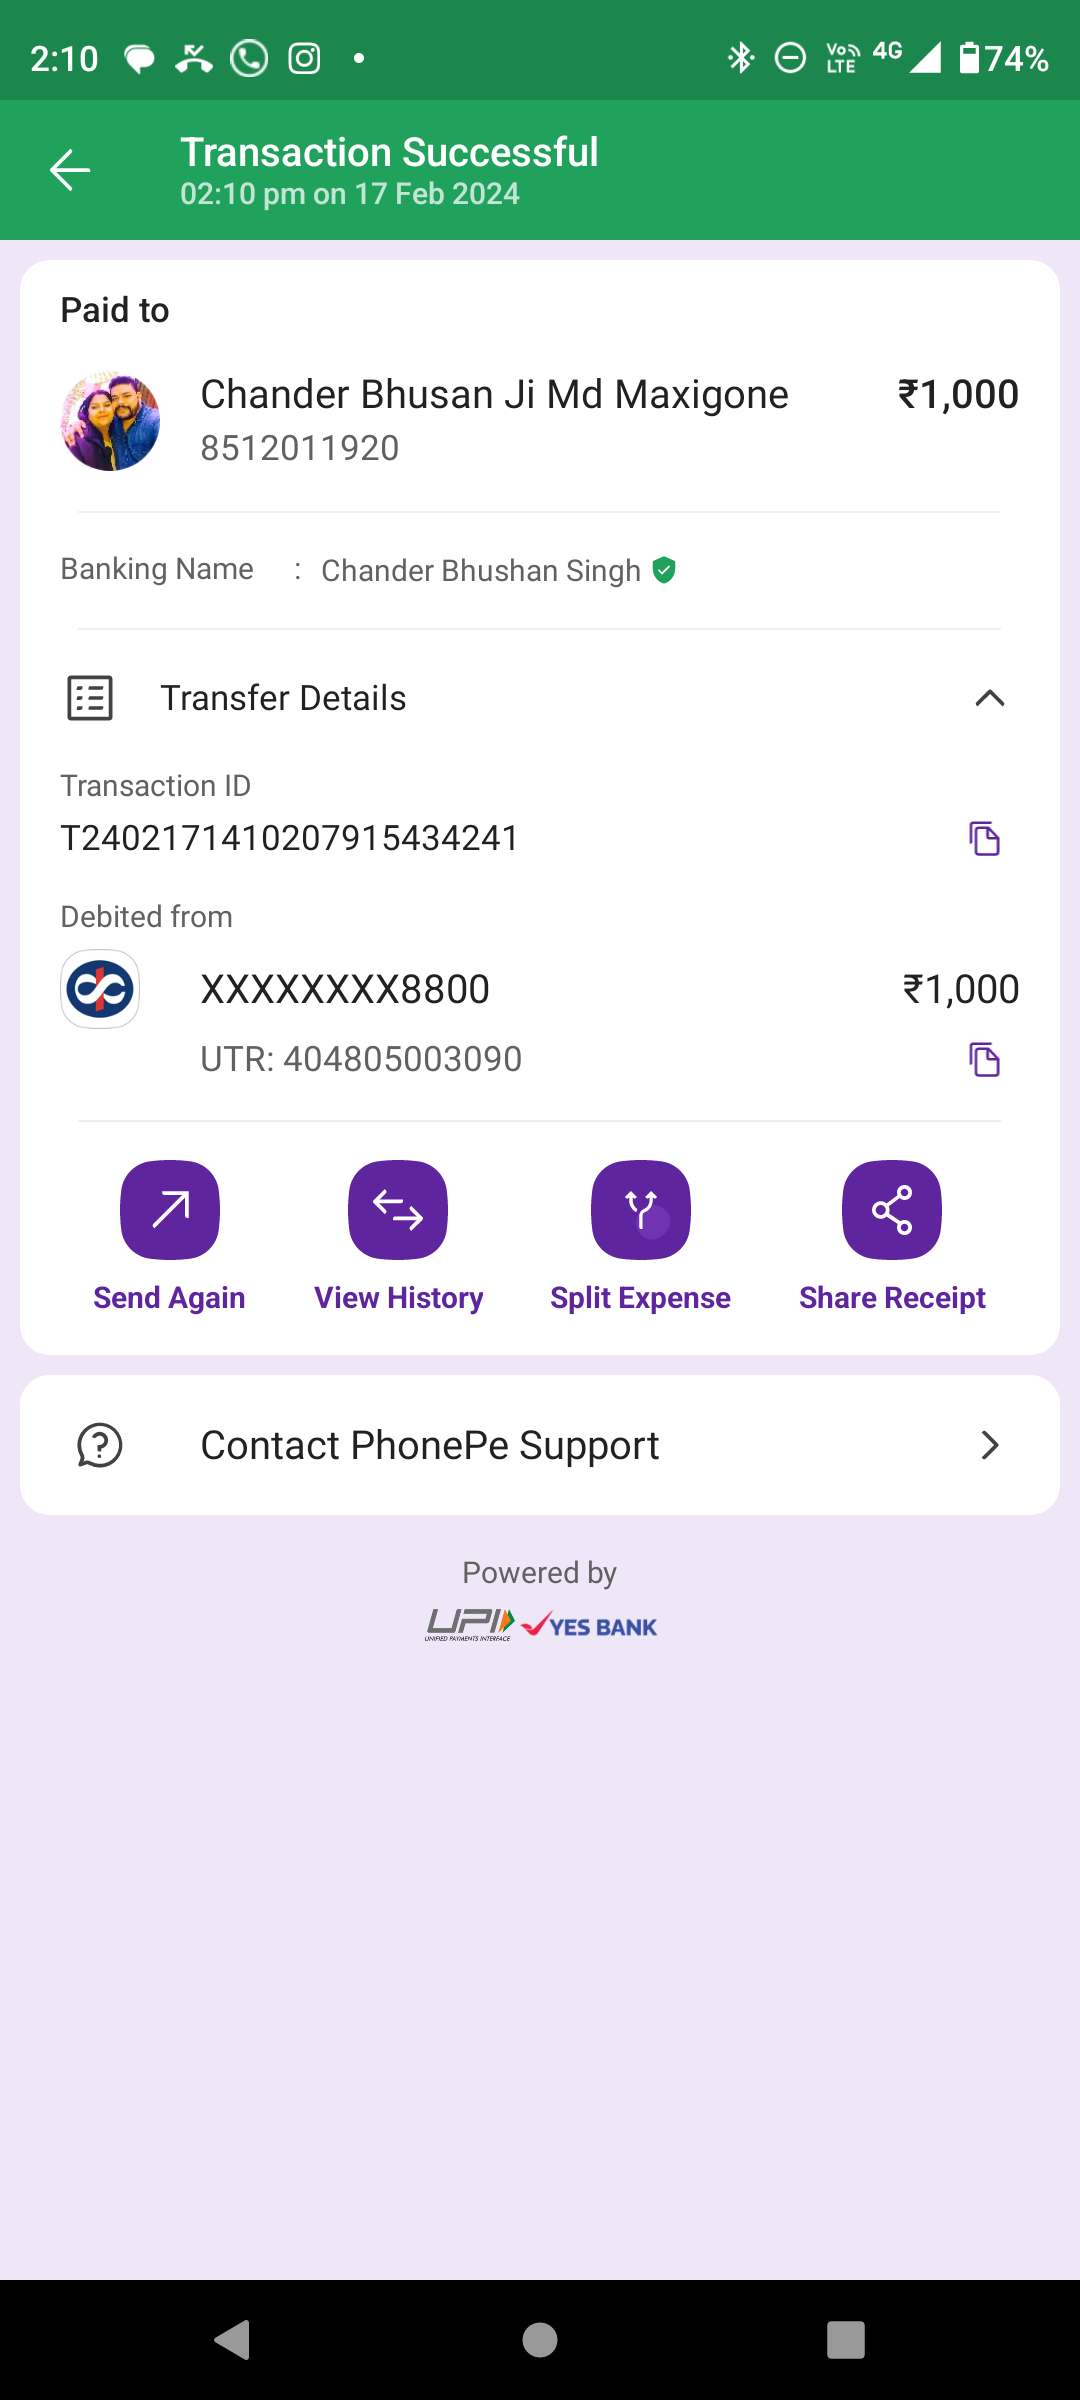 2:10
VoLTE 4G 74%
Transaction Successful
02:10 pm on 17 Feb 2024
Paid to
Chander Bhusan Ji Md Maxigone ₹1,000
8512011920
Banking Name : Chander Bhushan Singh
Transfer Details
Transaction ID
T2402171410207915434241
Debited from
XXXXXXXX8800 ₹1,000
UTR: 404805003090
Send Again View History Split Expense Share Receipt
Contact PhonePe Support
Powered by
UPI YES BANK
UNIFIED PAYMENTS INTERFACE